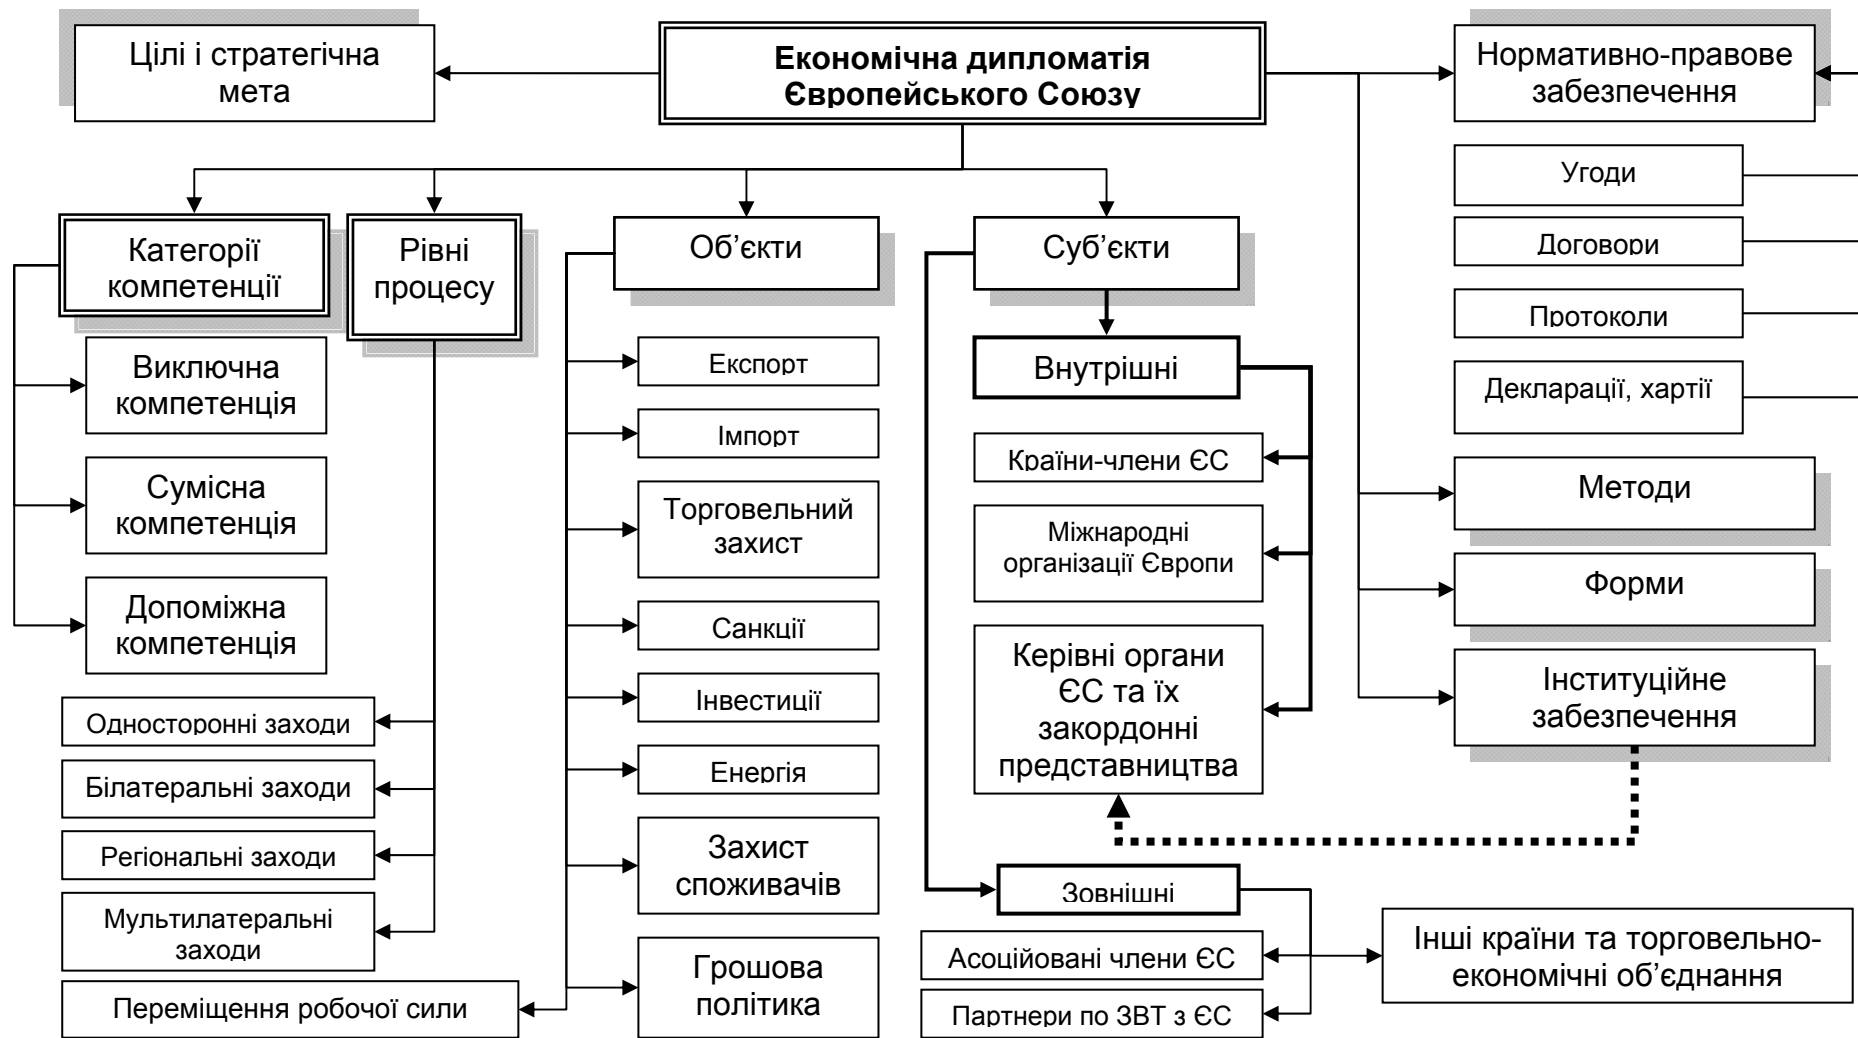 Цілі і стратегічна
мета
Економічна дипломатія
Європейського Союзу
Нормативно-правове
забезпечення
Угоди
Договори
Протоколи
Декларації, хартії
Категорії
компетенції
Рівні
процесу
Об’єкти
Суб’єкти
Виключна
компетенція
Сумісна
компетенція
Допоміжна
компетенція
Односторонні заходи
Білатеральні заходи
Регіональні заходи
Мультилатеральні
заходи
Переміщення робочої сили
Експорт
Імпорт
Торговельний
захист
Санкції
Інвестиції
Енергія
Захист
споживачів
Грошова
політика
Внутрішні
Країни-члени ЄС
Міжнародні
організації Європи
Керівні органи
ЄС та їх
закордонні
представництва
Зовнішні
Асоційовані члени ЄС
Партнери по ЗВТ з ЄС
Інші країни та торговельно-
економічні об’єднання
Методи
Форми
Інституційне
забезпечення